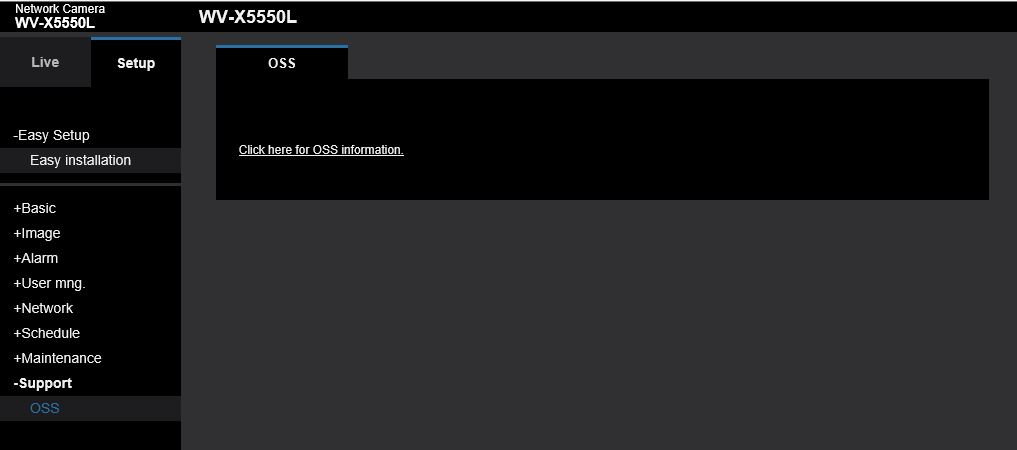 Network Camera
WV-X5550L
WV-X5550L
Live
Setup
OSS
-Easy Setup
Easy installation
Click here for OSS information.
+Basic
+Image
+Alarm
+User mng.
+Network
+Schedule
+Maintenance
-Support
OSS